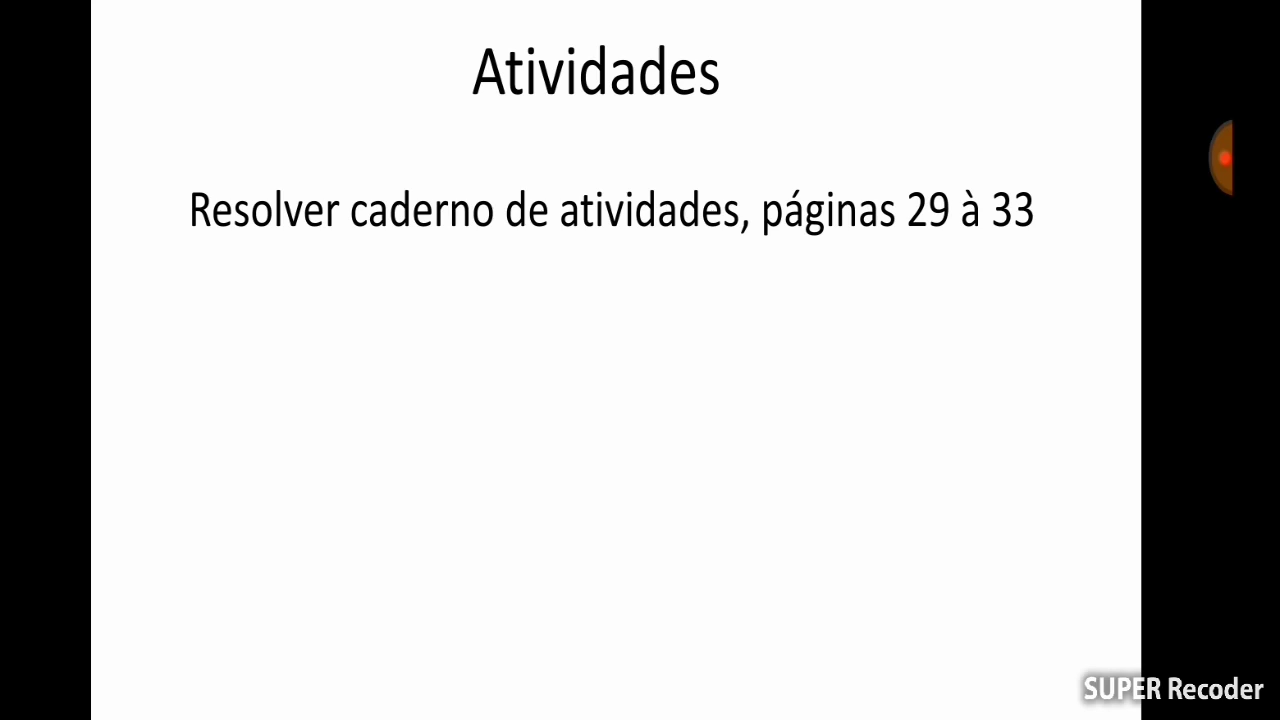 Atividades
Resolver caderno de atividades, páginas 29 à 33
SUPER Recoder